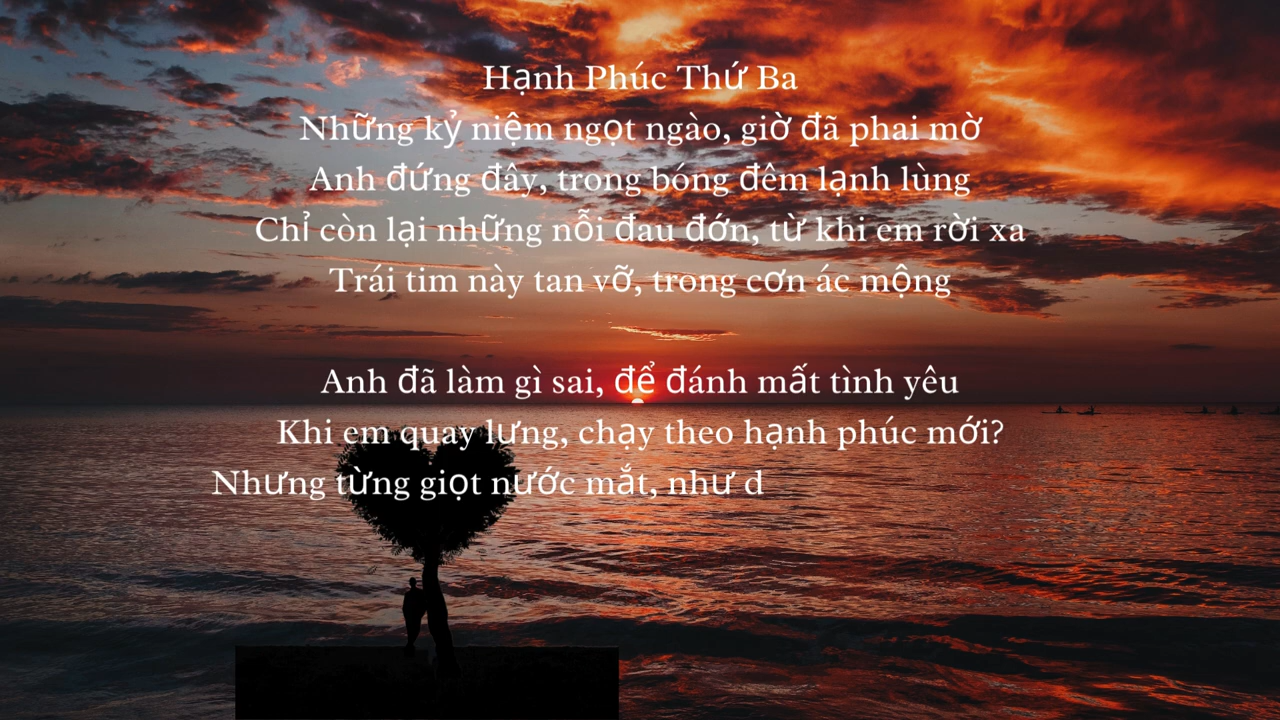 Hạnh Phúc Thứ Ba
Những kỷ niệm ngọt ngào, giờ đã phai mờ
Anh đứng đây, trong bóng đêm lạnh lùng
Chỉ còn lại những nỗi đau đớn, từ khi em rời xa
Trái tim này tan vỡ, trong cơn ác mộng
Anh đã làm gì sai, để đánh mất tình yêu
Khi em quay lưng, chạy theo hạnh phúc mới?
Nhưng từng giọt nước mắt, như d